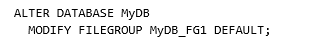 ALTER DATABASE MyDB
  MODIFY FILEGROUP MyDB_FG1 DEFAULT;